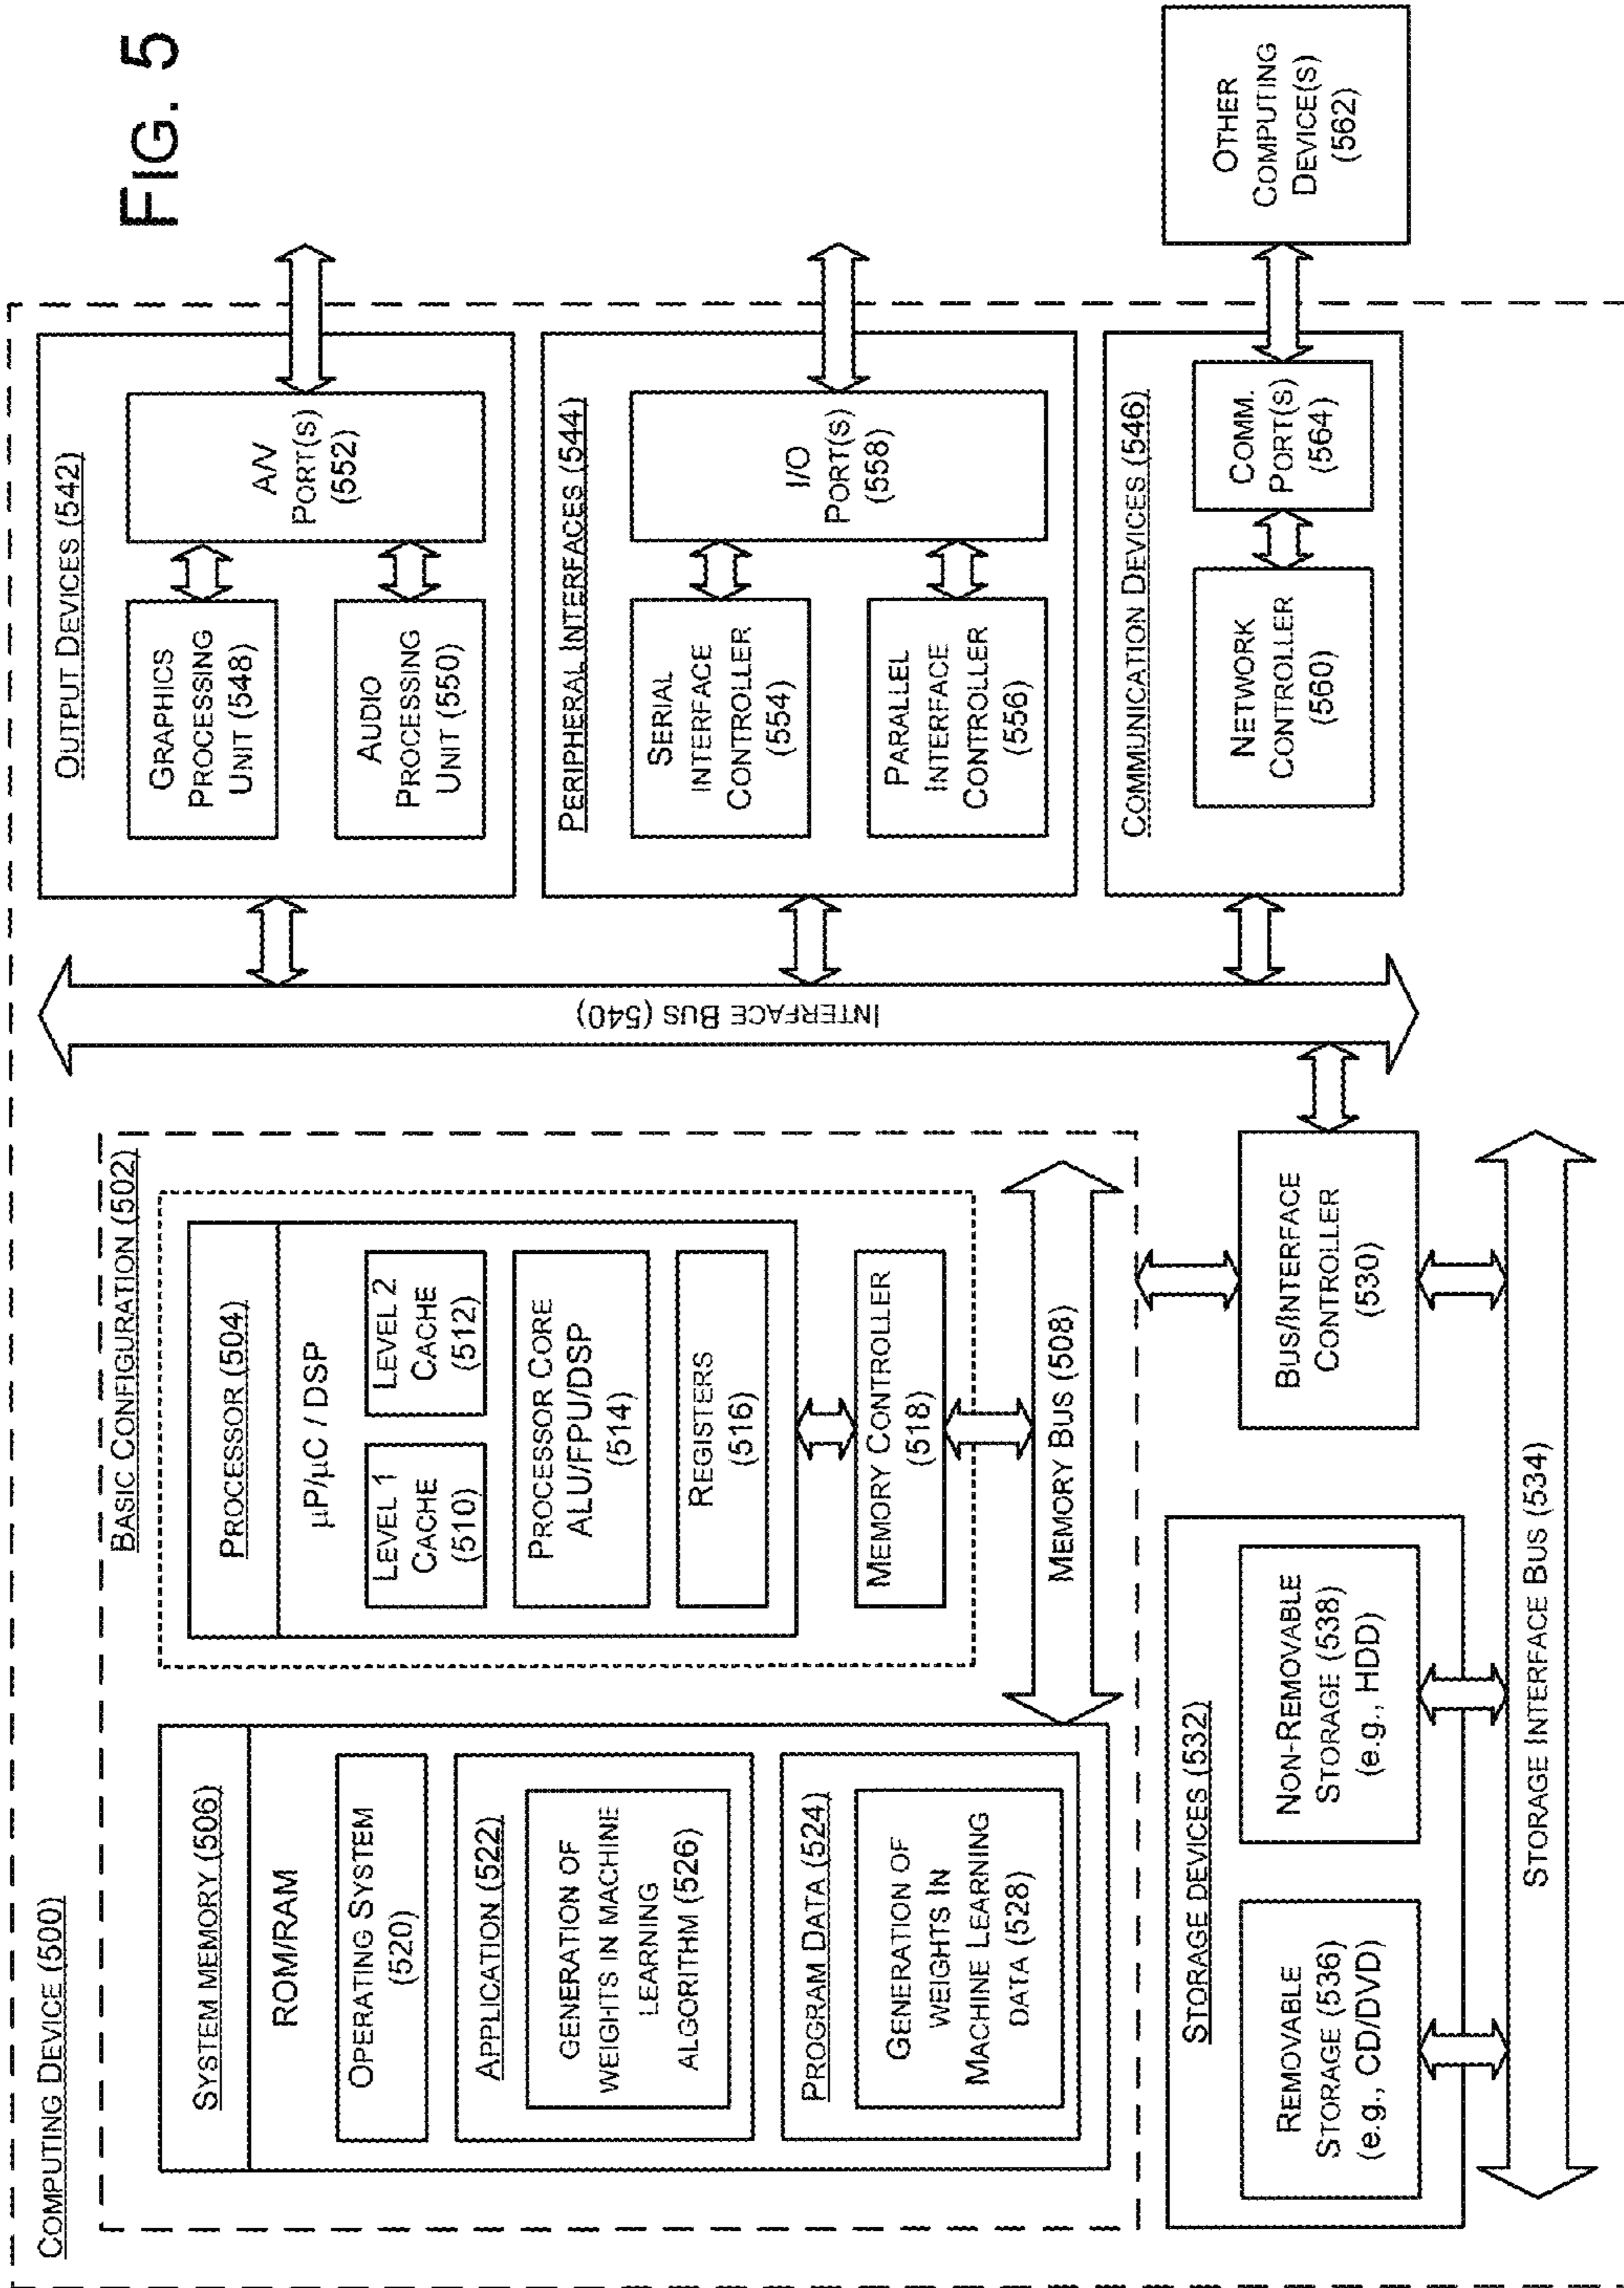 FIG. 5
COMPUTING DEVICE (500)
BASIC CONFIGURATION (502)
SYSTEM MEMORY (506)
ROM/RAM
OPERATING SYSTEM
(520)
APPLICATION (522)
GENERATION OF
WEIGHTS IN MACHINE
LEARNING
ALGORITHM (526)
PROGRAM DATA (524)
GENERATION OF
WEIGHTS IN
MACHINE LEARNING
DATA (528)
PROCESSOR (504)
µP/µC / DSP
LEVEL 1
CACHE
(510)
LEVEL 2
CACHE
(512)
PROCESSOR CORE
ALU/FPU/DSP
(514)
REGISTERS
(516)
MEMORY CONTROLLER
(518)
MEMORY BUS (508)
BUS/INTERFACE
CONTROLLER
(530)
STORAGE DEVICES (532)
REMOVABLE
STORAGE (536)
(e.g., CD/DVD)
NON-REMOVABLE
STORAGE (538)
(e.g., HDD)
STORAGE INTERFACE BUS (534)
INTERFACE BUS (540)
OUTPUT DEVICES (542)
GRAPHICS
PROCESSING
UNIT (548)
AUDIO
PROCESSING
UNIT (550)
A/V
PORT(S)
(552)
PERIPHERAL INTERFACES (544)
SERIAL
INTERFACE
CONTROLLER
(554)
PARALLEL
INTERFACE
CONTROLLER
(556)
I/O
PORT(S)
(558)
COMMUNICATION DEVICES (546)
NETWORK
CONTROLLER
(560)
COMM.
PORT(S)
(564)
OTHER
COMPUTING
DEVICE(S)
(562)